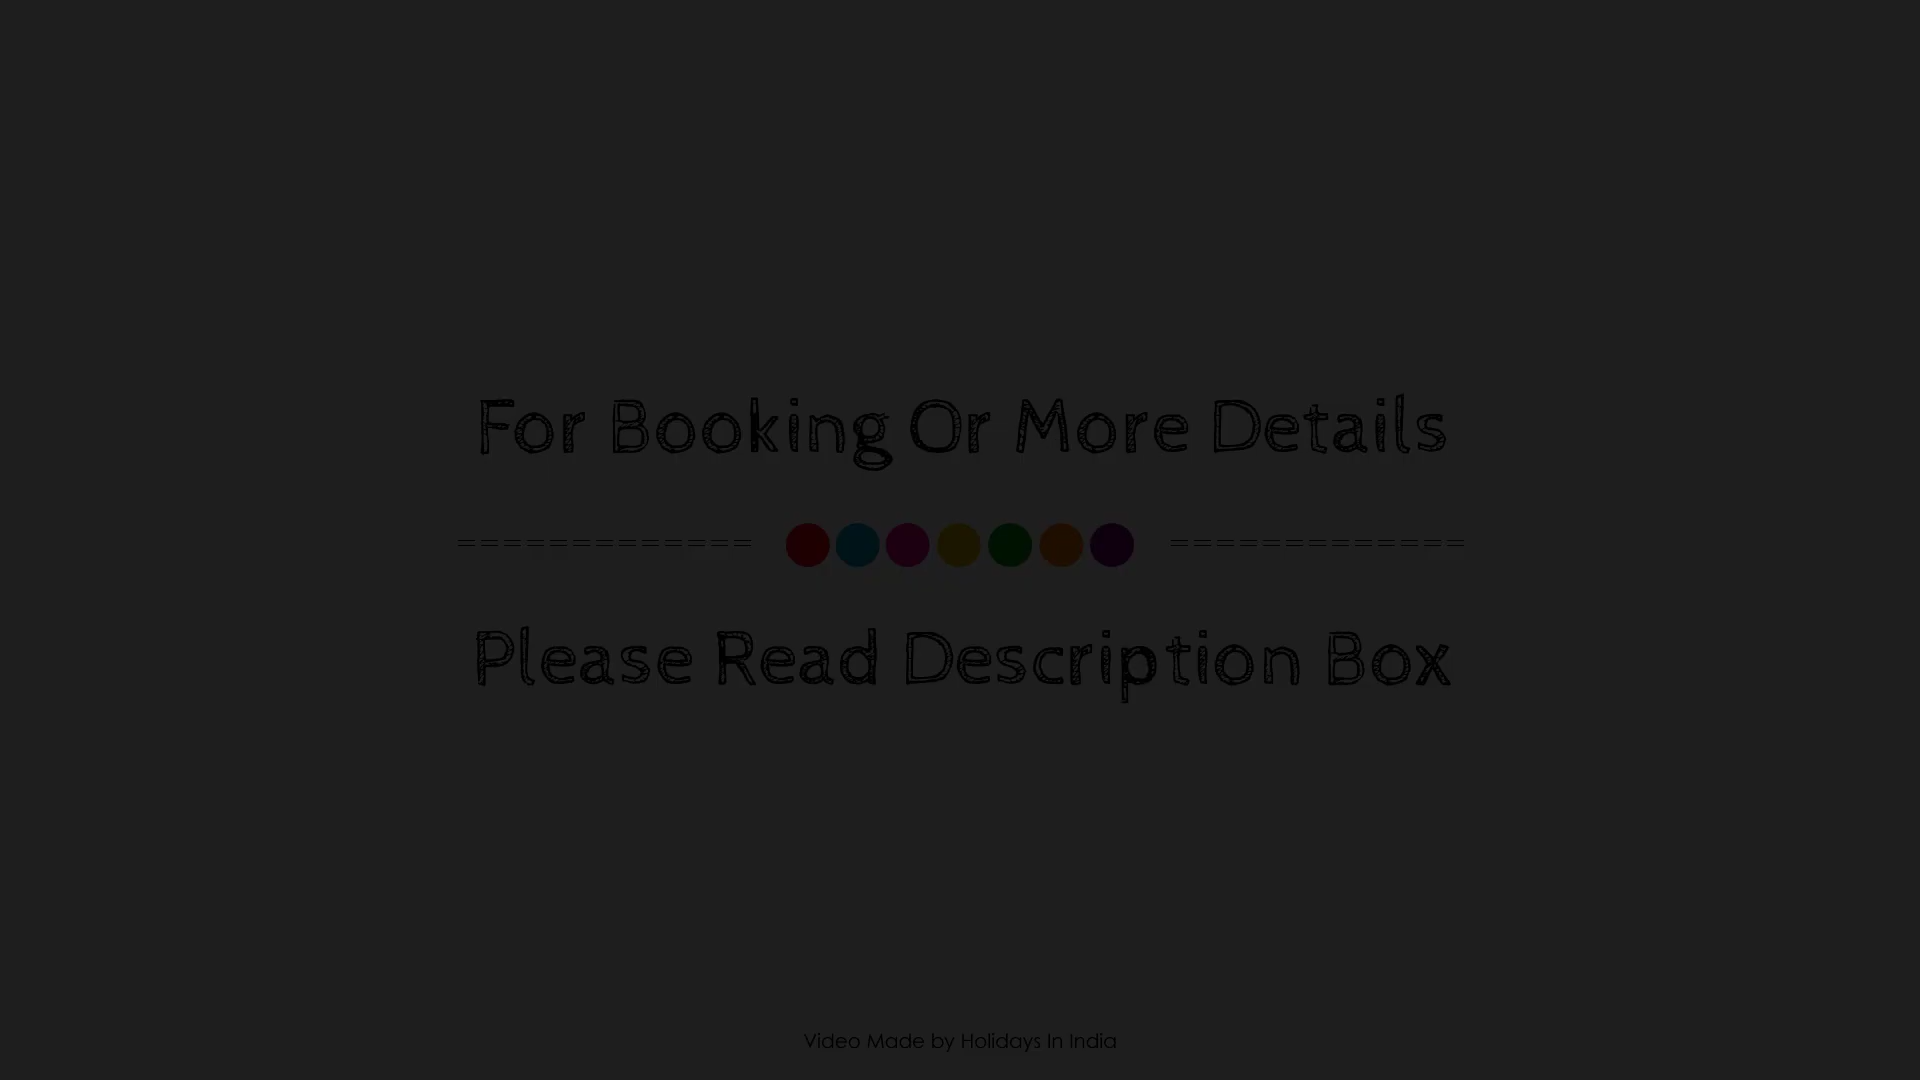 For Booking Or More Details
============= =============
Please Read Description Box
Video Made by Holidays In India